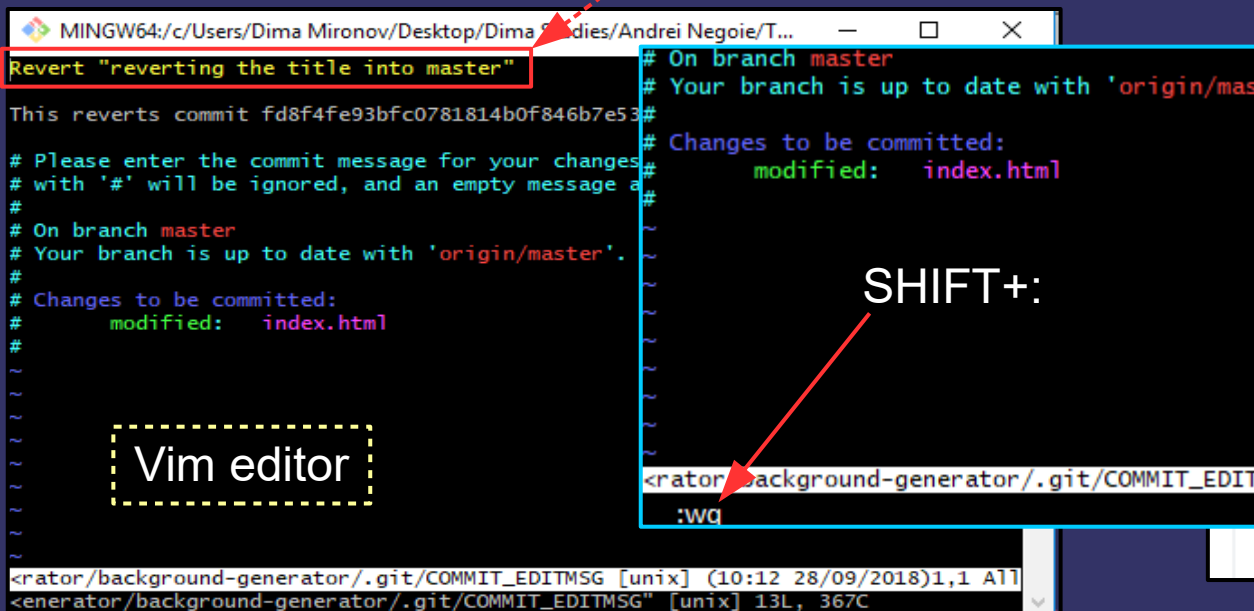 MINGW64:/c/Users/Dima Mironov/Desktop/Dima dies/Andrei Negoie/T...
Revert "reverting the title into master"
This reverts commit fd8f4fe93bfc0781814b0f846b7e53
# Please enter the commit message for your changes
# with '#' will be ignored, and an empty message a
#
# On branch master
# Your branch is up to date with 'origin/master'.
#
# Changes to be committed:
#       modified:   index.html
#
~
~
~
~
~
~
~
~
~
Vim editor
<rator/background-generator/.git/COMMIT_EDITMSG [unix] (10:12 28/09/2018)1,1 All
<enerator/background-generator/.git/COMMIT_EDITMSG" [unix] 13L, 367C
# On branch master
# Your branch is up to date with 'origin/mas
#
# Changes to be committed:
#       modified:   index.html
#
~
~
~
~
~
~
~
~
~
SHIFT+:
<rator/background-generator/.git/COMMIT_EDIT
:wq